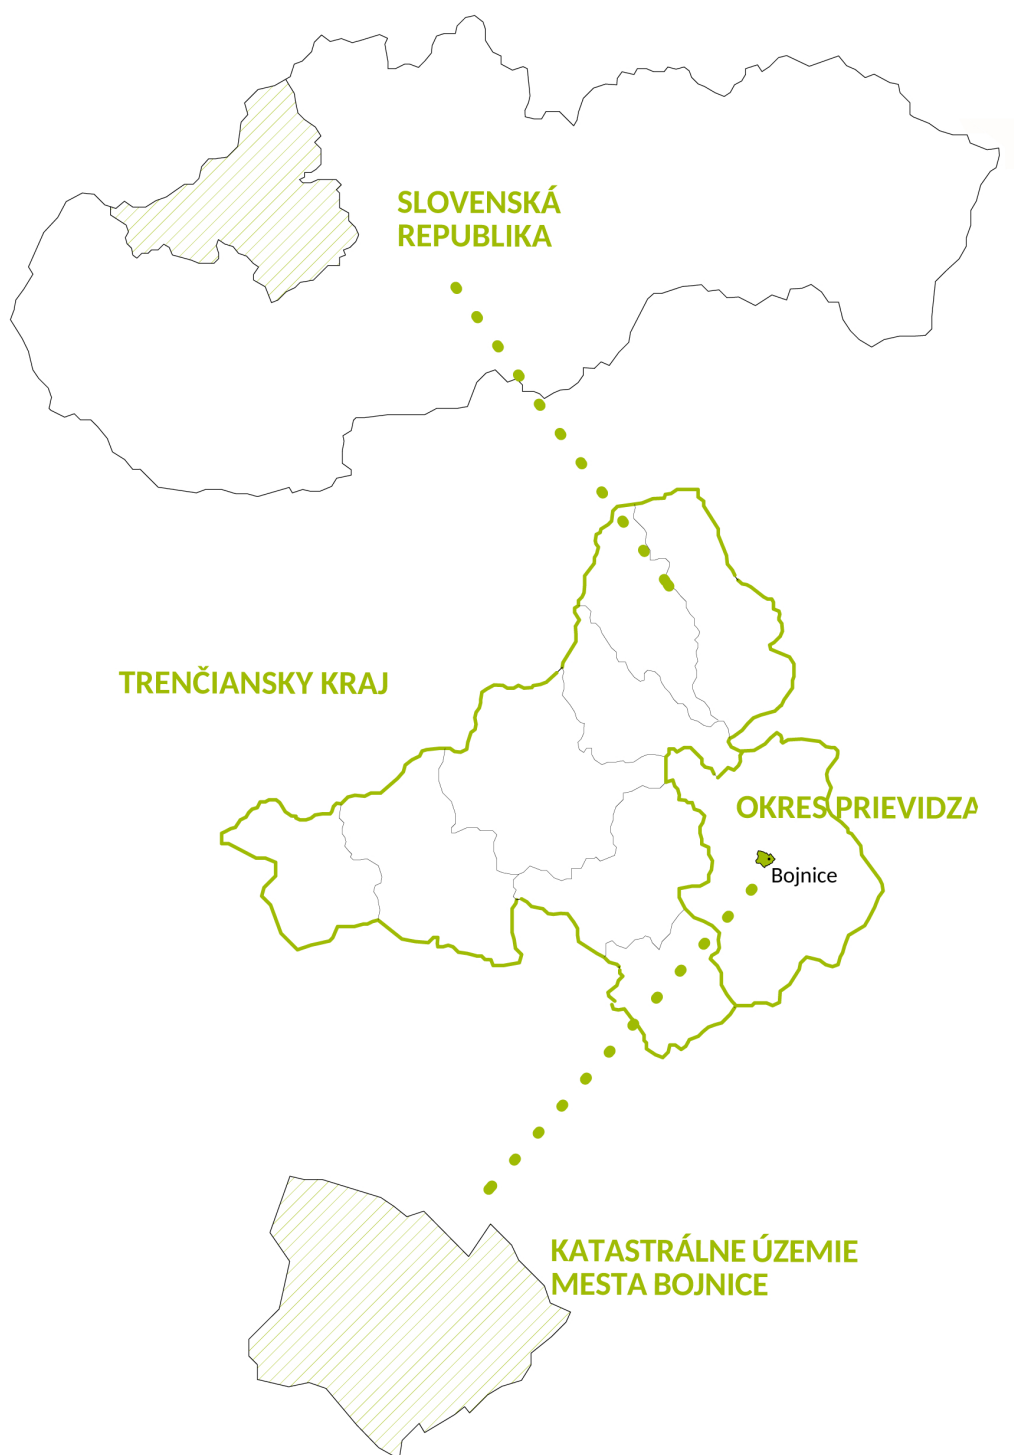 SLOVENSKÁ
REPUBLIKA
TRENČIANSKY KRAJ
OKRES PRIEVIDZA
Bojnice
KATASTRÁLNE ÚZEMIE
MESTA BOJNICE